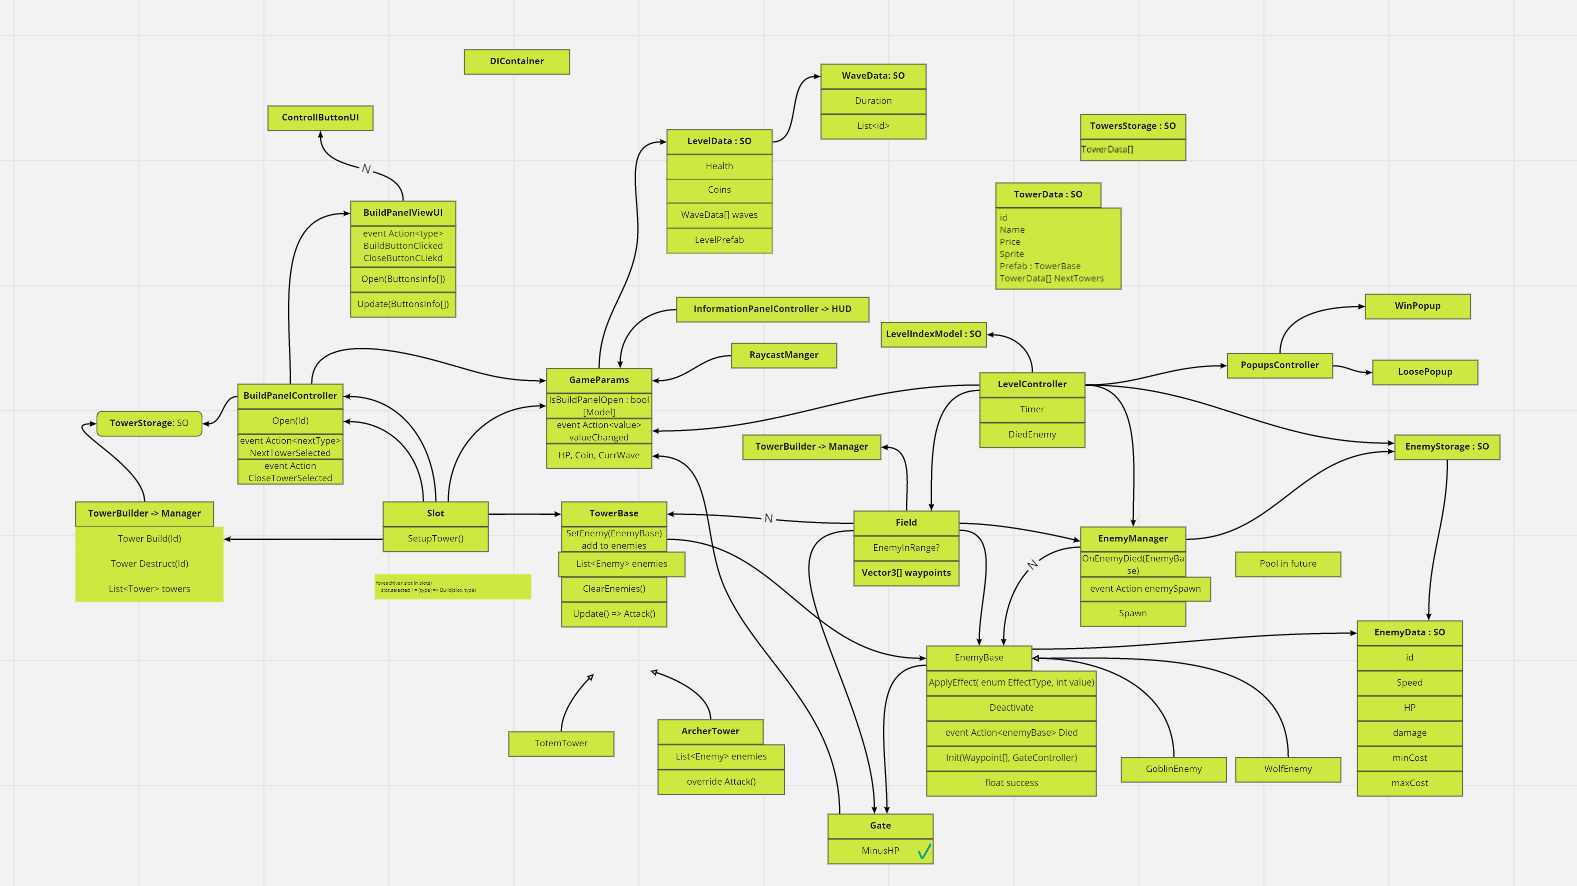 DIContainer
WaveData: SO
Duration
List<id>
ControllButtonUI
N
LevelData : SO
Health
Coins
WaveData[] waves
LevelPrefab
TowersStorage : SO
TowerData[]
TowerData : SO
id
Name
Price
Sprite
Prefab : TowerBase
TowerData[] NextTowers
BuildPanelViewUI
event Action<type>
BuildButtonClicked
CloseButtonCLiekd
Open(ButtonsInfo[])
Update(ButtonsInfo[])
InformationPanelController -> HUD
RaycastManger
LevelIndexModel : SO
WinPopup
PopupsController
LoosePopup
GameParams
IsBuildPanelOpen : bool
[Model]
event Action<value>
valueChanged
HP, Coin, CurrWave
LevelController
Timer
DiedEnemy
BuildPanelController
Open(Id)
event Action<nextType>
NextTowerSelected
event Action
CloseTowerSelected
TowerStorage: SO
TowerBuilder -> Manager
EnemyStorage : SO
TowerBuilder -> Manager
Tower Build(Id)
Tower Destruct(Id)
List<Tower> towers
Slot
SetupTower()
foreach(var slot in slots)
slot.selected += (type) => Build(slot, type)
TowerBase
SetEnemy(EnemyBase)
add to enemies
List<Enemy> enemies
ClearEnemies()
Update() => Attack()
N
Field
EnemyInRange?
Vector3[] waypoints
EnemyManager
OnEnemyDied(EnemyBa
se)
event Action enemySpawn
Spawn
N
Pool in future
EnemyData : SO
id
Speed
HP
damage
minCost
maxCost
EnemyBase
ApplyEffect( enum EffectType, int value)
Deactivate
event Action<enemyBase> Died
Init(Waypoint[], GateController)
float success
TotemTower
ArcherTower
List<Enemy> enemies
override Attack()
GoblinEnemy
WolfEnemy
Gate
MinusHP